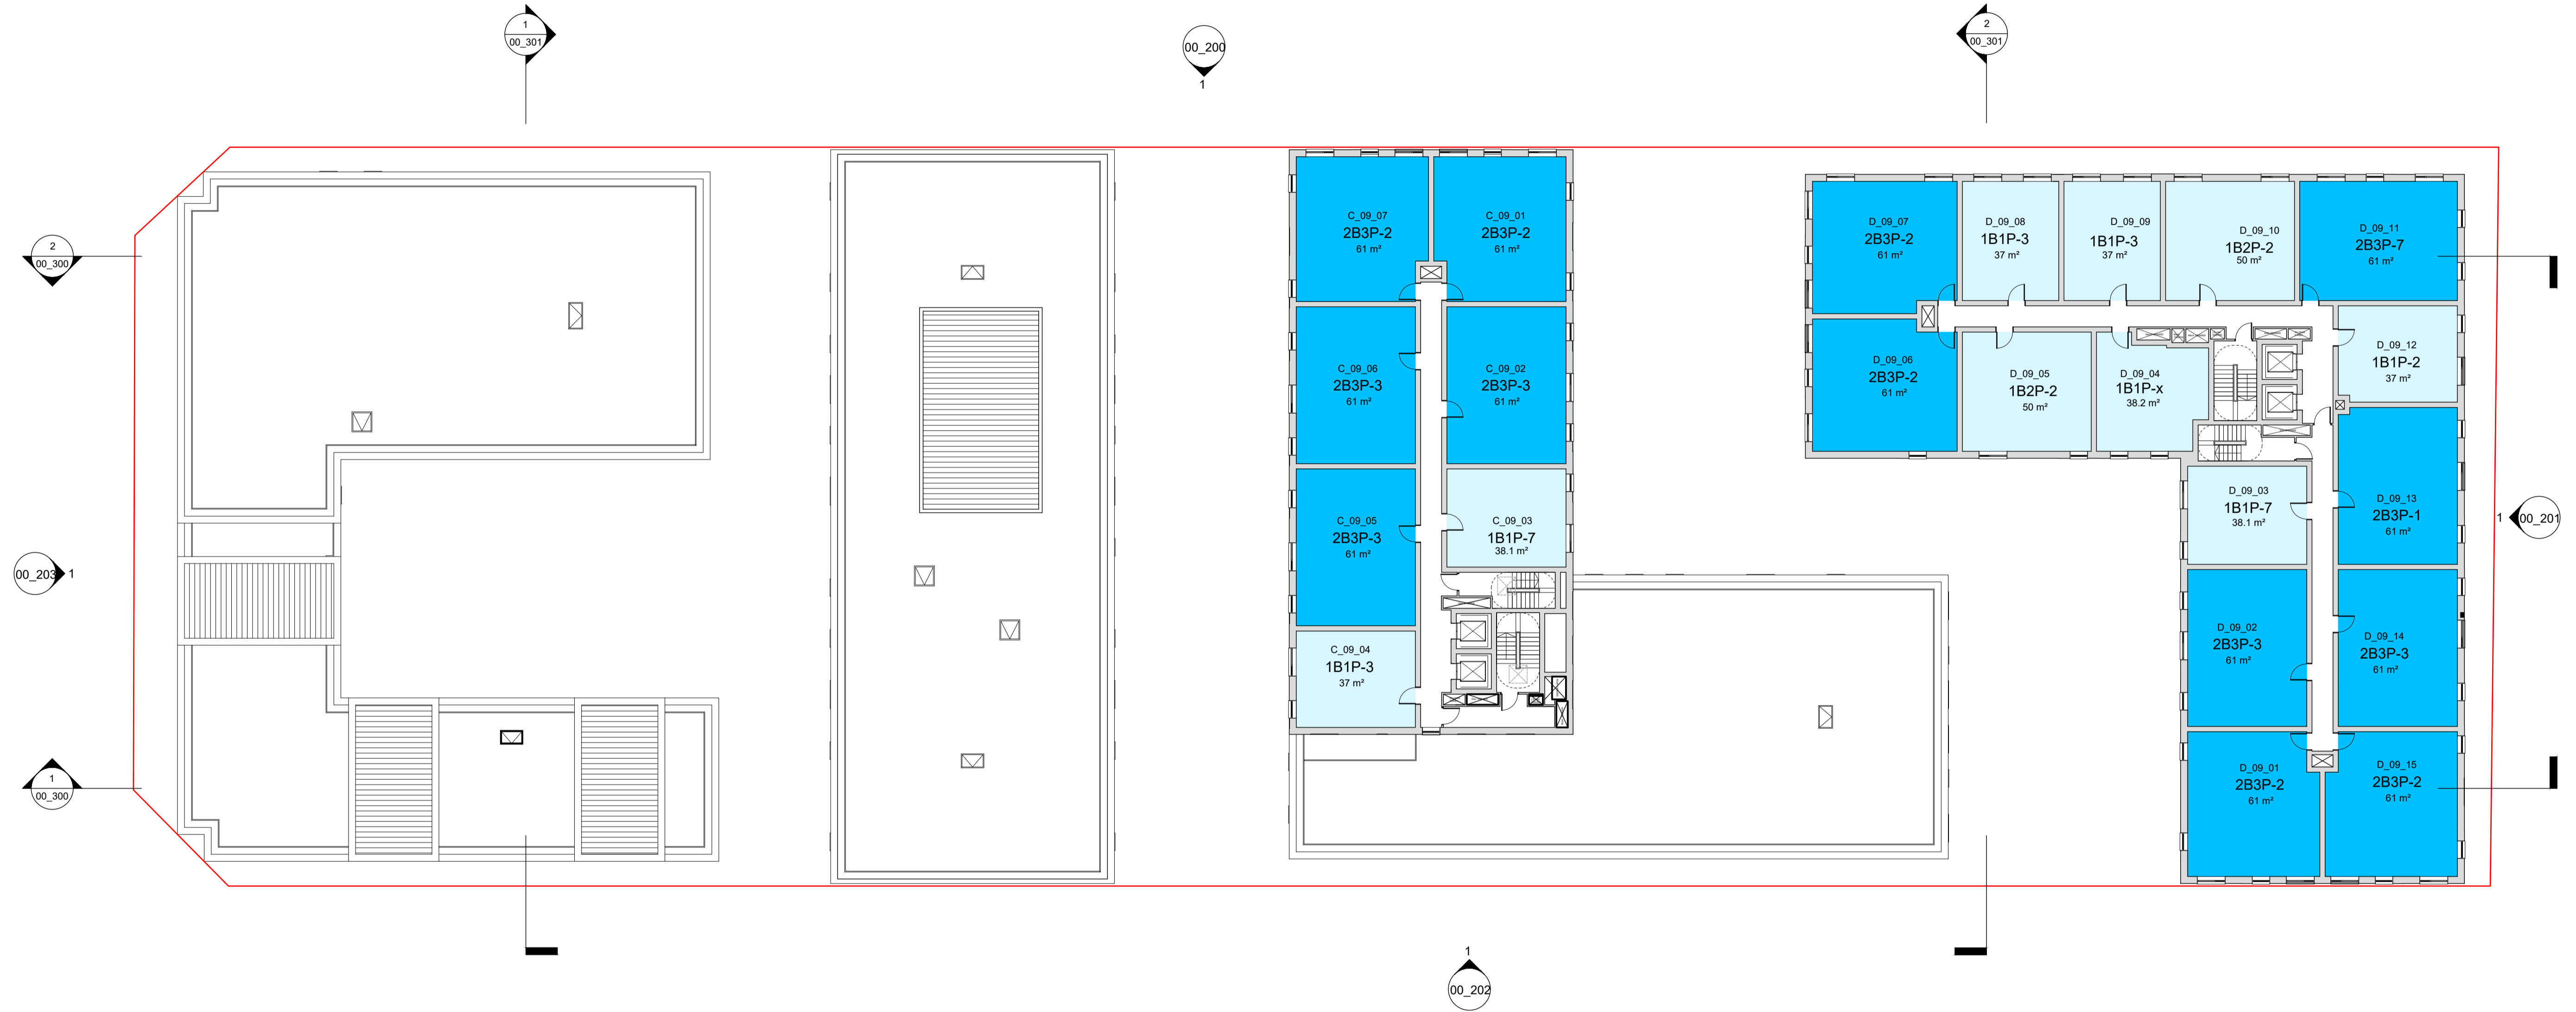 1
00_301
00_200
1
2
00_301
2
00_300
00_203
1
1
00_300
C_09_07
2B3P-2
61 m²
C_09_01
2B3P-2
61 m²
C_09_06
2B3P-3
61 m²
C_09_02
2B3P-3
61 m²
C_09_05
2B3P-3
61 m²
C_09_03
1B1P-7
38.1 m²
C_09_04
1B1P-3
37 m²
D_09_07
2B3P-2
61 m²
D_09_08
1B1P-3
37 m²
D_09_09
1B1P-3
37 m²
D_09_10
1B2P-2
50 m²
D_09_11
2B3P-7
61 m²
D_09_06
2B3P-2
61 m²
D_09_05
1B2P-2
50 m²
D_09_04
1B1P-x
38.2 m²
D_09_12
1B1P-2
37 m²
D_09_03
1B1P-7
38.1 m²
D_09_13
2B3P-1
61 m²
D_09_02
2B3P-3
61 m²
D_09_14
2B3P-3
61 m²
D_09_01
2B3P-2
61 m²
D_09_15
2B3P-2
61 m²
1
00_201
1
00_202